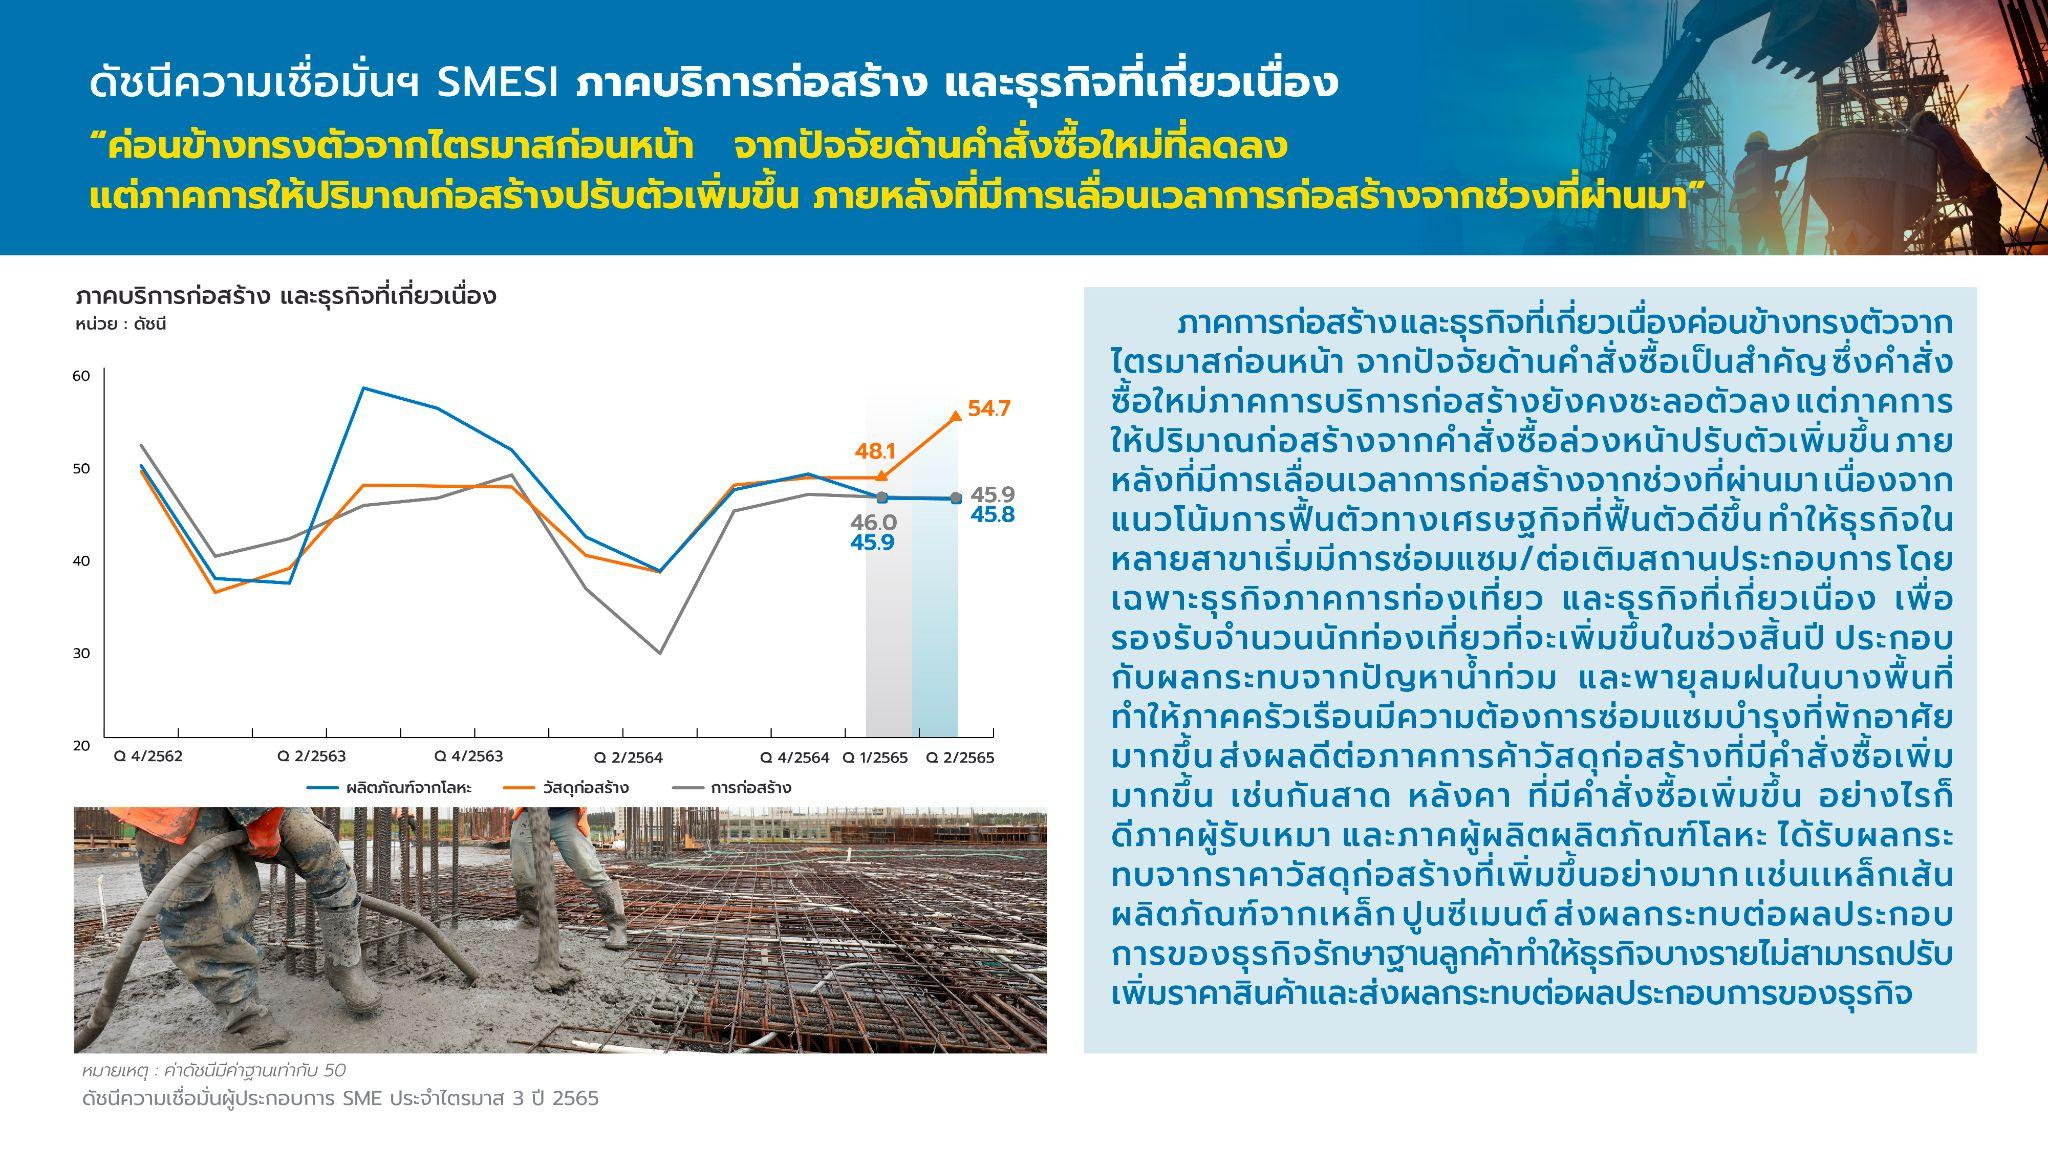 ดัชนีความเชื่อมั่นฯ SMESI ภาคบริการก่อสร้าง และธุรกิจที่เกี่ยวเนื่อง
“ค่อนข้างทรงตัวจากไตรมาสก่อนหน้า จากปัจจัยด้านคำสั่งซื้อใหม่ที่ลดลง
แต่ภาคการให้ปริมาณก่อสร้างปรับตัวเพิ่มขึ้น ภายหลังที่มีการเลื่อนเวลาการก่อสร้างจากช่วงที่ผ่านมา”
ภาคบริการก่อสร้าง และธุรกิจที่เกี่ยวเนื่อง
หน่วย : ดัชนี
60
50
40
30
20
54.7
48.1
45.9
45.8
46.0
45.9
Q 4/2562 Q 2/2563 Q 4/2563 Q 2/2564 Q 4/2564 Q 1/2565 Q 2/2565
ผลิตภัณฑ์จากโลหะ วัสดุก่อสร้าง การก่อสร้าง
หมายเหตุ : ค่าดัชนีมีค่าฐานเท่ากับ 50
ดัชนีความเชื่อมั่นผู้ประกอบการ SME ประจำไตรมาส 3 ปี 2565
ภาคการก่อสร้างและธุรกิจที่เกี่ยวเนื่องค่อนข้างทรงตัวจาก
ไตรมาสก่อนหน้า จากปัจจัยด้านคำสั่งซื้อเป็นสำคัญ ซึ่งคำสั่ง
ซื้อใหม่ภาคการบริการก่อสร้างยังคงชะลอตัวลง แต่ภาคการ
ให้ปริมาณก่อสร้างจากคำสั่งซื้อล่วงหน้าปรับตัวเพิ่มขึ้น ภาย
หลังที่มีการเลื่อนเวลาการก่อสร้างจากช่วงที่ผ่านมา เนื่องจาก
แนวโน้มการฟื้นตัวทางเศรษฐกิจที่ฟื้นตัวดีขึ้น ทำให้ธุรกิจใน
หลายสาขาเริ่มมีการซ่อมแซม/ต่อเติมสถานประกอบการ โดย
เฉพาะธุรกิจภาคการท่องเที่ยว และธุรกิจที่เกี่ยวเนื่อง เพื่อ
รองรับจำนวนนักท่องเที่ยวที่จะเพิ่มขึ้นในช่วงสิ้นปี ประกอบ
กับผลกระทบจากปัญหาน้ำท่วม และพายุลมฝนในบางพื้นที่
ทำให้ภาคครัวเรือนมีความต้องการซ่อมแซมบำรุงที่พักอาศัย
มากขึ้น ส่งผลดีต่อภาคการค้าวัสดุก่อสร้างที่มีคำสั่งซื้อเพิ่ม
มากขึ้น เช่นกันสาด หลังคา ที่มีคำสั่งซื้อเพิ่มขึ้น อย่างไรก็
ดีภาคผู้รับเหมา และภาคผู้ผลิตผลิตภัณฑ์โลหะ ได้รับผลกระ
ทบจากราคาวัสดุก่อสร้างที่เพิ่มขึ้นอย่างมาก แช่นแหล็กเส้น
ผลิตภัณฑ์จากเหล็ก ปูนซีเมนต์ ส่งผลกระทบต่อผลประกอบ
การของธุรกิจรักษาฐานลูกค้าทำให้ธุรกิจบางรายไม่สามารถปรับ
เพิ่มราคาสินค้าและส่งผลกระทบต่อผลประกอบการของธุรกิจ